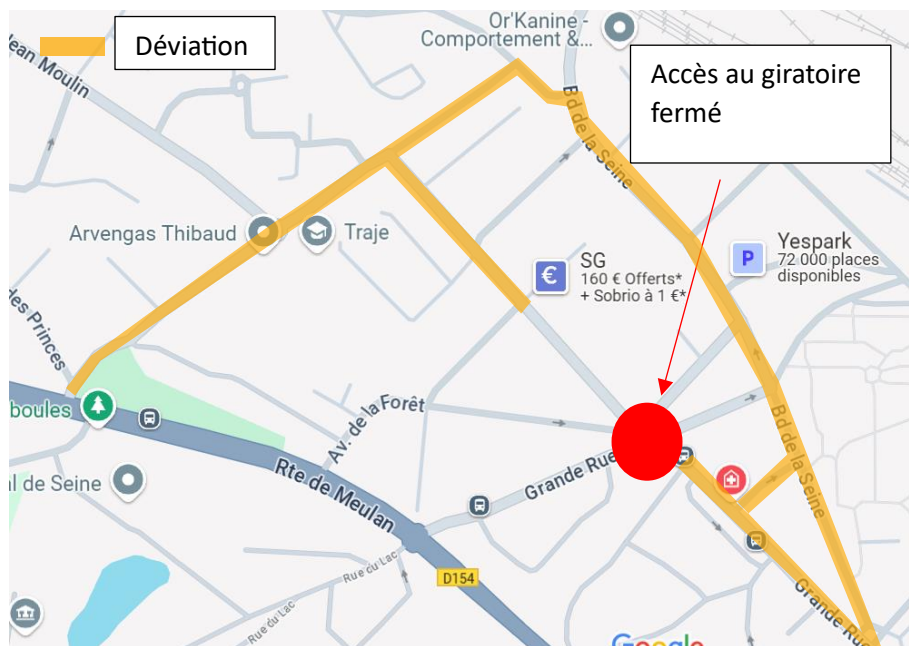 Déviation
Or'Kanine -
Comportement &...
Accès au giratoire
fermé
Jean Moulin
Bd de la Seine
Arvengas Thibaud
Traje
SG
160 € Offerts*
+ Sobrio à 1 €*
€
P
Yespark
72 000 places
disponibles
des Princes
boules
Av. de la Forêt
Rte de Meulan
al de Seine
Grande Rue
Bd de la Seine
Rue du Lac
D154
Rue du Lac
Grande Rue
Google